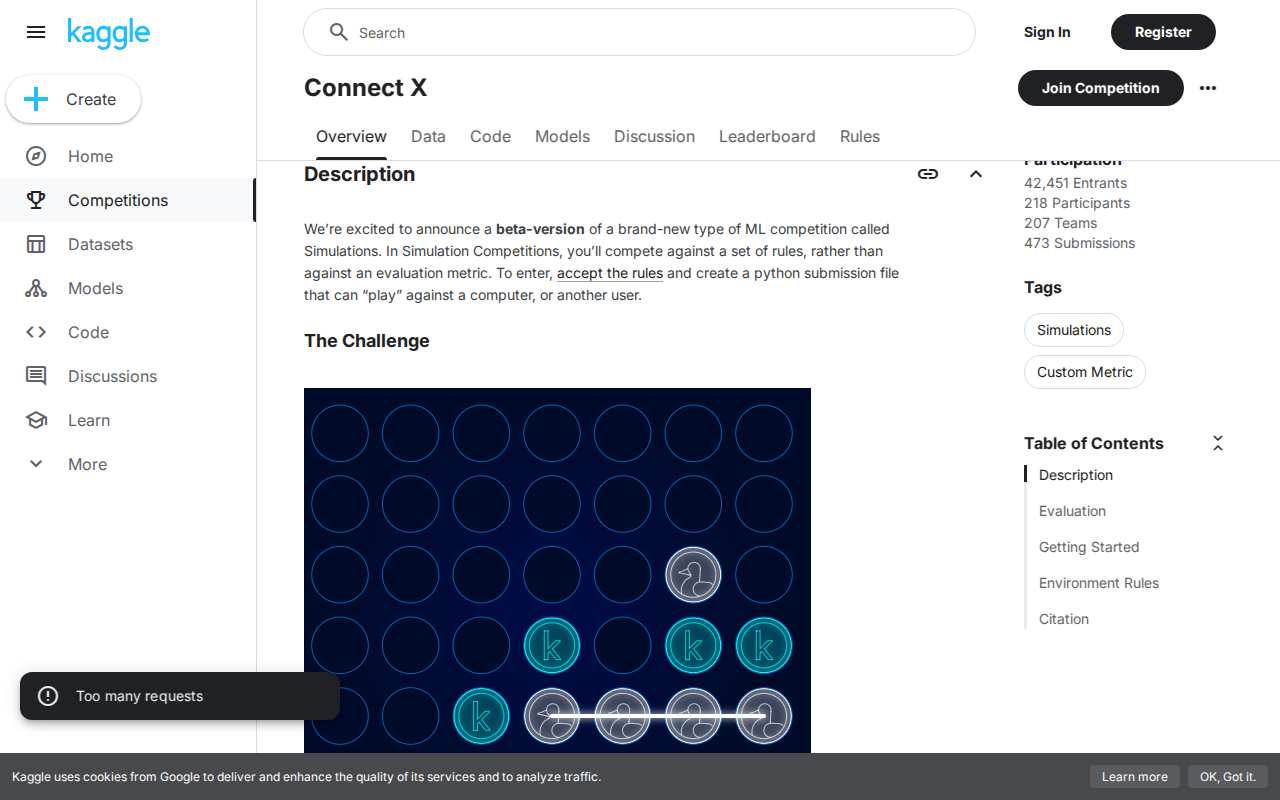 kaggle
Search
Sign In
Register
Create
Home
Competitions
Datasets
Models
Code
Discussions
Learn
More
Connect X
Join Competition
Overview
Data
Code
Models
Discussion
Leaderboard
Rules
Description
We're excited to announce a beta-version of a brand-new type of ML competition called
Simulations. In Simulation Competitions, you'll compete against a set of rules, rather than
against an evaluation metric. To enter, accept the rules and create a python submission file
that can “play” against a computer, or another user.
The Challenge
k
k
k
k
Participation
42,451 Entrants
218 Participants
207 Teams
473 Submissions
Tags
Simulations
Custom Metric
Table of Contents
Description
Evaluation
Getting Started
Environment Rules
Citation
Too many requests
Kaggle uses cookies from Google to deliver and enhance the quality of its services and to analyze traffic.
Learn more
OK, Got it.